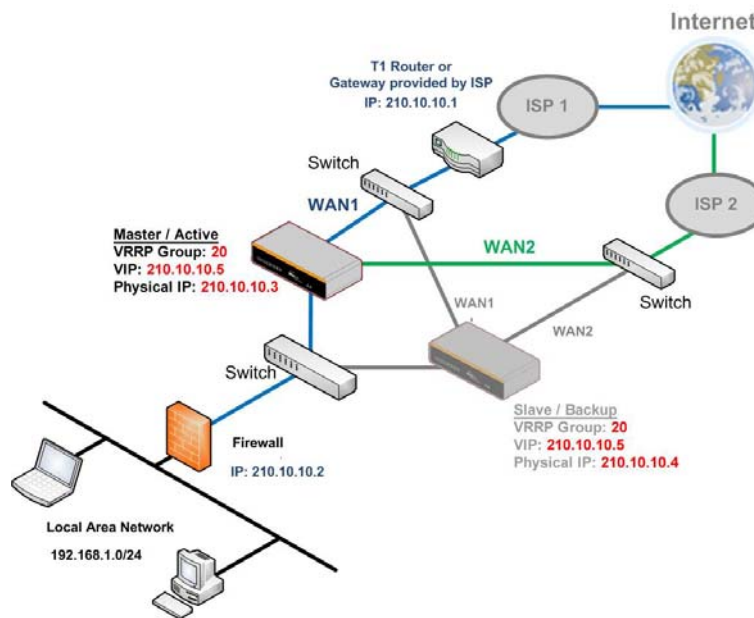 Internet
T1 Router or
Gateway provided by ISP
IP: 210.10.10.1
ISP 1
Switch
WAN1
ISP 2
Master / Active
VRRP Group: 20
VIP: 210.10.10.5
Physical IP: 210.10.10.3
WAN2
Switch
WAN1
WAN2
Switch
Slave / Backup
VRRP Group: 20
VIP: 210.10.10.5
Physical IP: 210.10.10.4
Firewall
IP: 210.10.10.2
Local Area Network
192.168.1.0/24